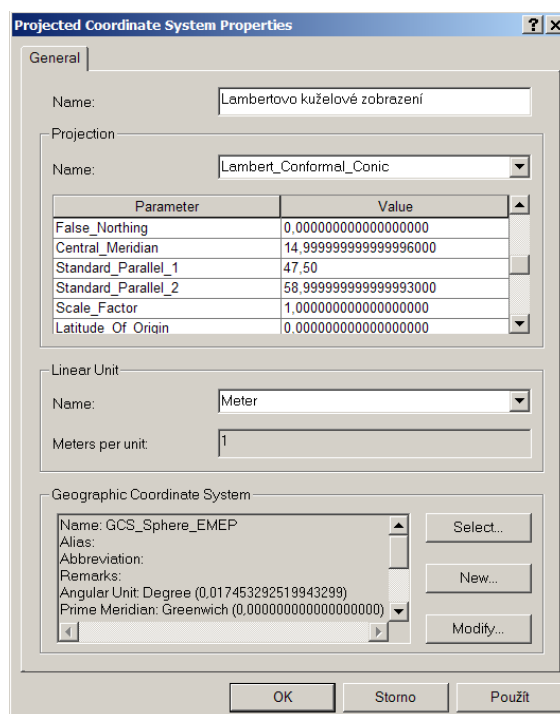 Projected Coordinate System Properties
General
Name: Lambertovo kuželové zobrazení
Projection
Name: Lambert_Conformal_Conic
Parameter Value
False_Northing 0,000000000000000000
Central_Meridian 14,999999999999996000
Standard_Parallel_1 47,50
Standard_Parallel_2 58,999999999999993000
Scale_Factor 1,000000000000000000
Latitude_Of_Origin 0,000000000000000000
Linear Unit
Name: Meter
Meters per unit: 1
Geographic Coordinate System
Name: GCS_Sphere_EMEP
Alias:
Abbreviation:
Remarks:
Angular Unit: Degree (0,017453292519943299)
Prime Meridian: Greenwich (0,000000000000000000)
Select...
New...
Modify...
OK Storno Použít